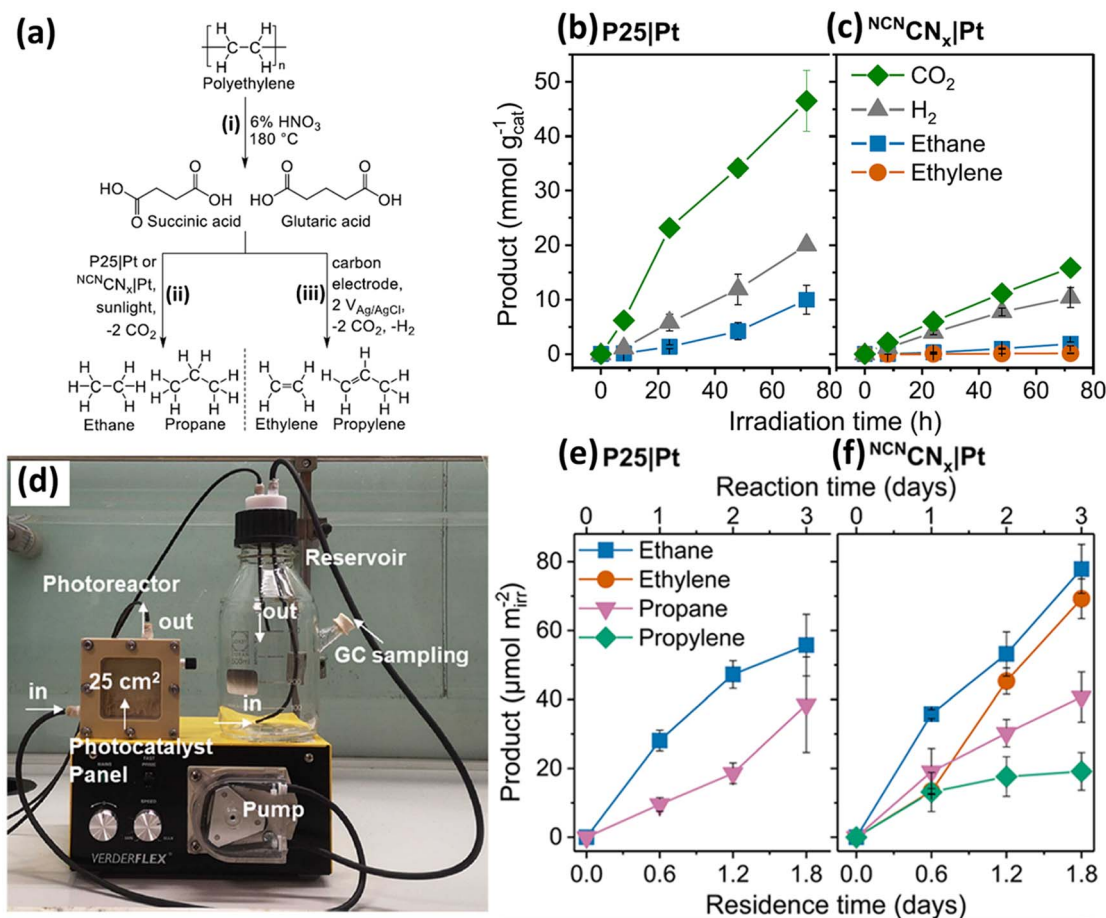 (a)
H H
C—C
H H
n
Polyethylene
(i)
6% HNO₃
180 °C
O
HO
OH
O
Succinic acid
O O
HO OH
Glutaric acid
P25|Pt or
ᴺᶜᴺCNₓ|Pt,
sunlight,
-2 CO₂
(ii)
(iii)
carbon
electrode,
2 V_Ag/AgCl,
-2 CO₂, -H₂
Ethane
Propane
Ethylene
Propylene
(b) P25|Pt
Product (mmol g⁻¹cat)
50
40
30
20
10
0
0 20 40 60 80
(c) ᴺᶜᴺCNₓ|Pt
CO₂
H₂
Ethane
Ethylene
0 20 40 60 80
Irradiation time (h)
(d)
Photoreactor
out
in
25 cm²
Photocatalyst
Panel
Reservoir
out
in
GC sampling
Pump
VERDERFLEX®
(e) P25|Pt
(f) ᴺᶜᴺCNₓ|Pt
Reaction time (days)
0 1 2 3
0 1 2 3
Product (µmol m⁻²irr)
80
60
40
20
0
Ethane
Ethylene
Propane
Propylene
0.0 0.6 1.2 1.8
0.0 0.6 1.2 1.8
Residence time (days)